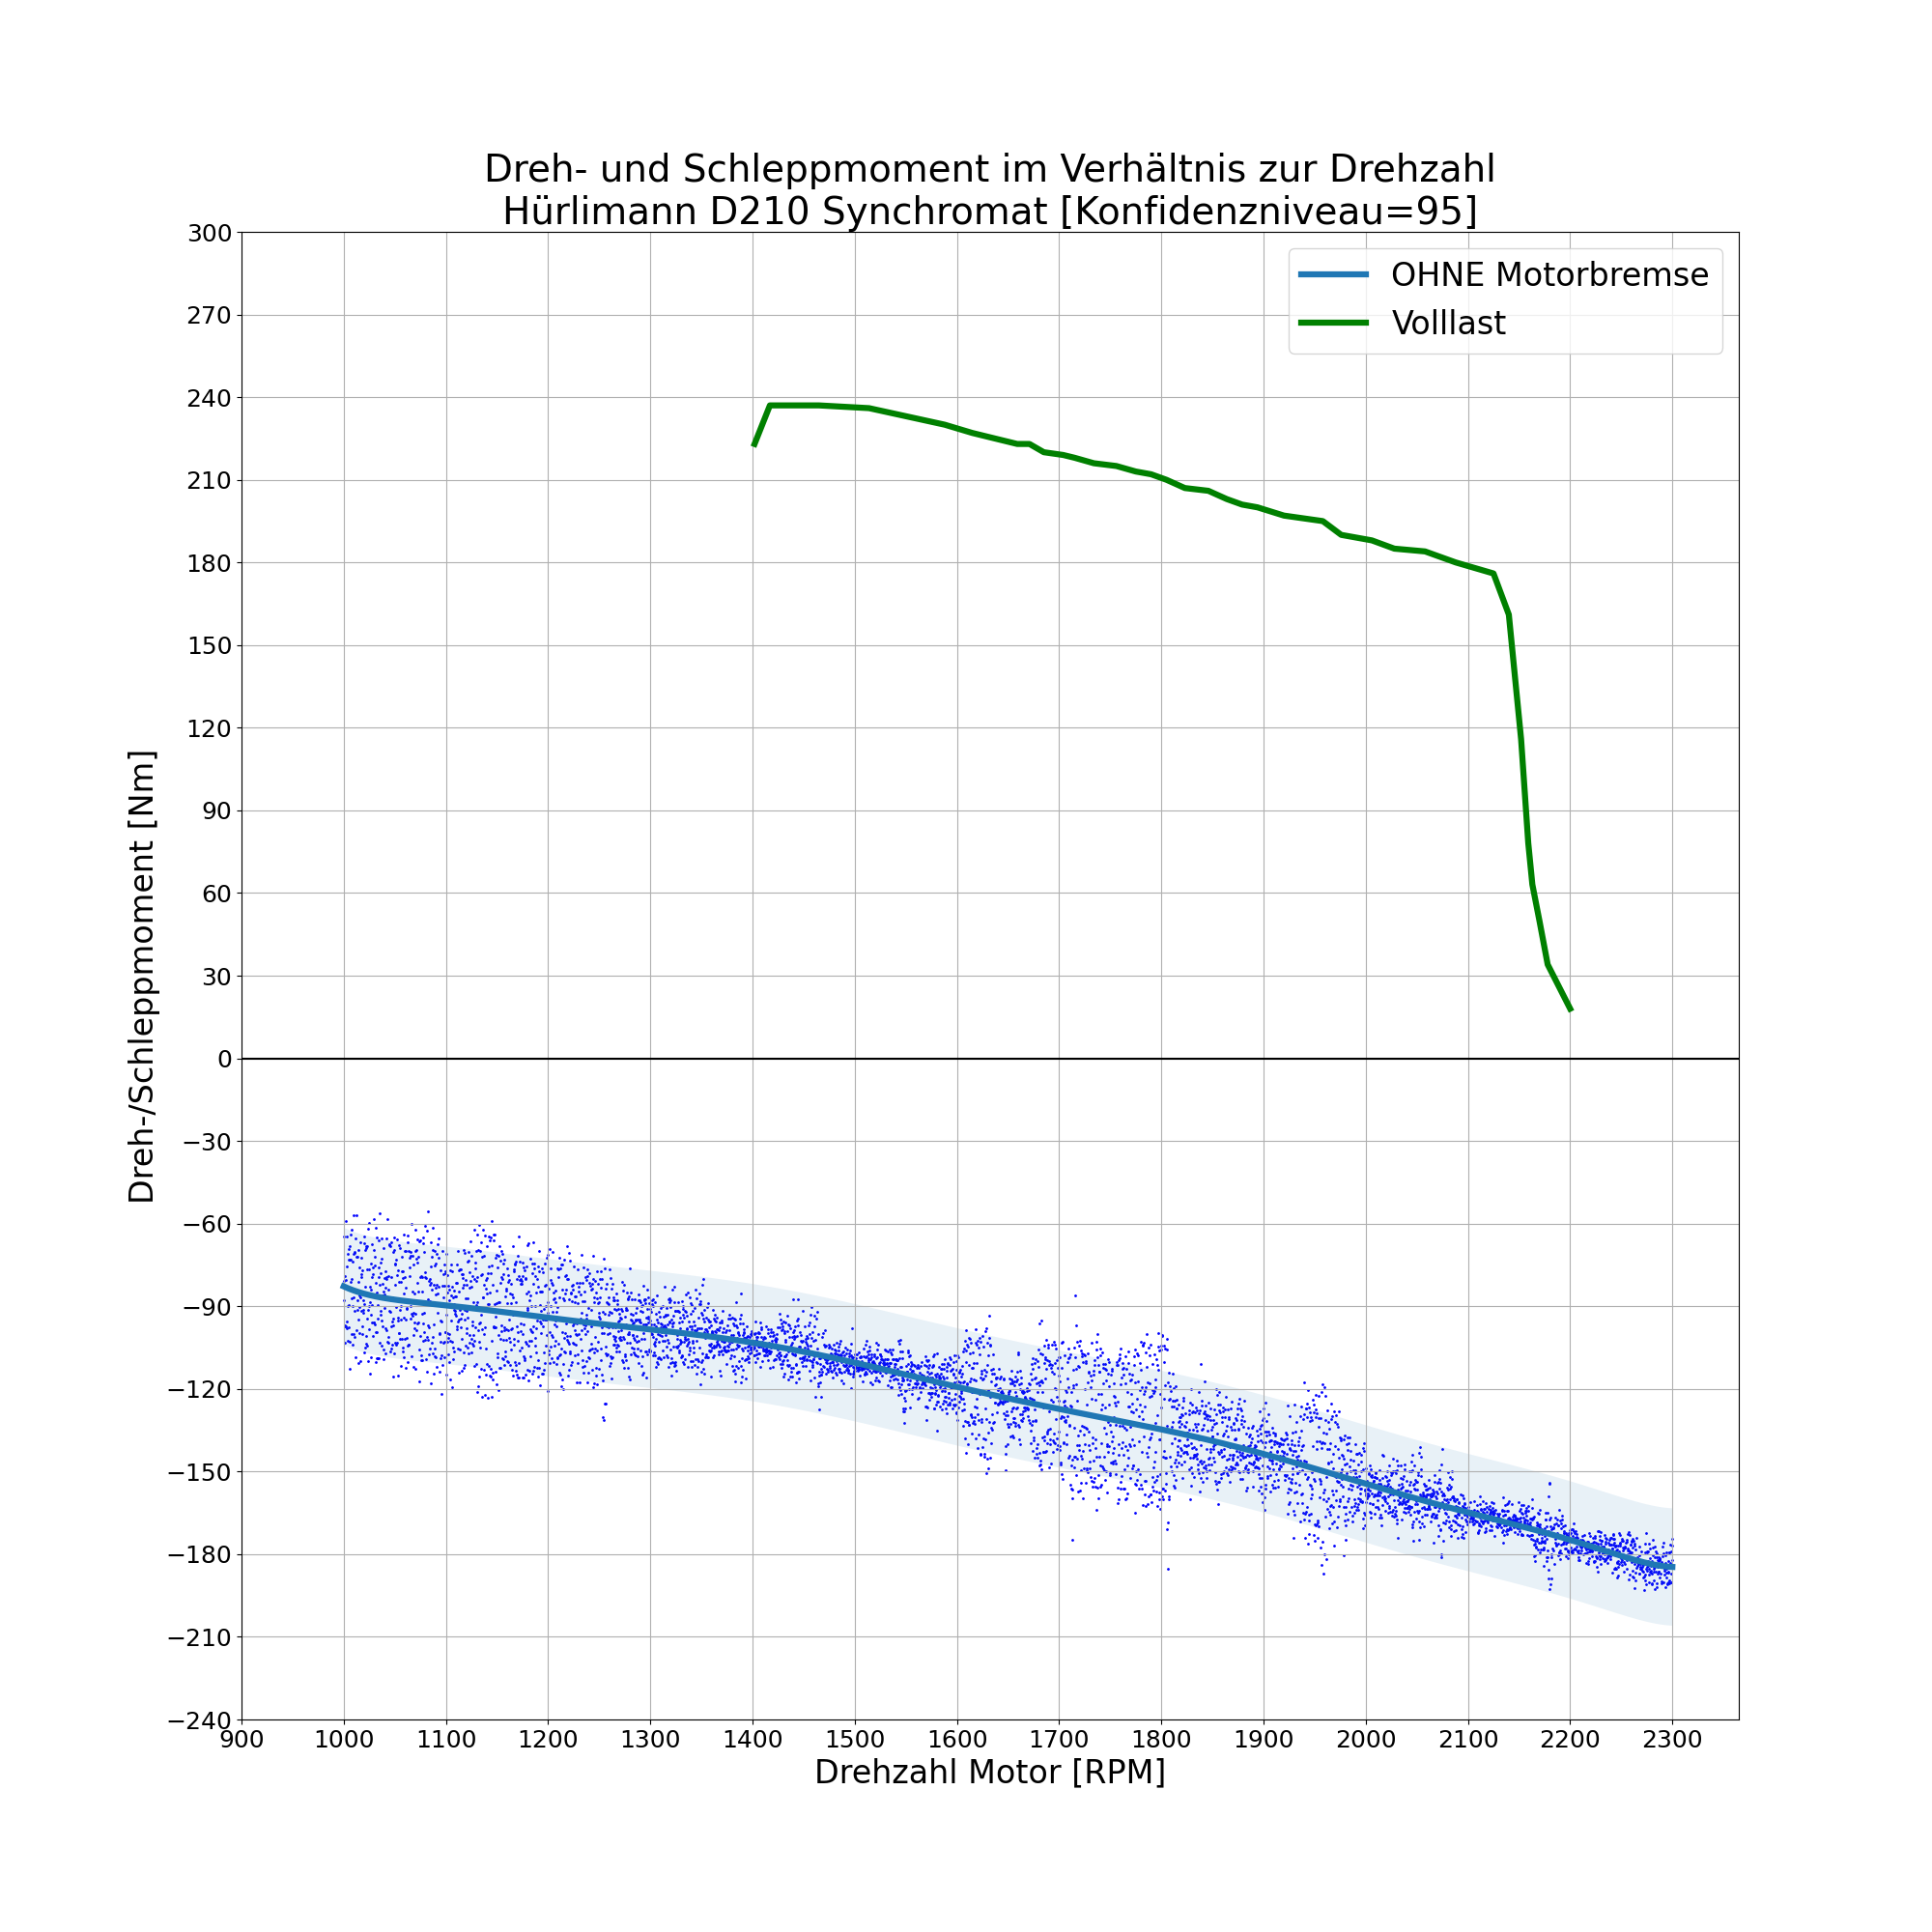 Dreh- und Schleppmoment im Verhältnis zur Drehzahl
Hürlimann D210 Synchromat [Konfidenzniveau=95]
OHNE Motorbremse
Volllast
Dreh-/Schleppmoment [Nm]
300
270
240
210
180
150
120
90
60
30
0
−30
−60
−90
−120
−150
−180
−210
−240
900 1000 1100 1200 1300 1400 1500 1600 1700 1800 1900 2000 2100 2200 2300
Drehzahl Motor [RPM]